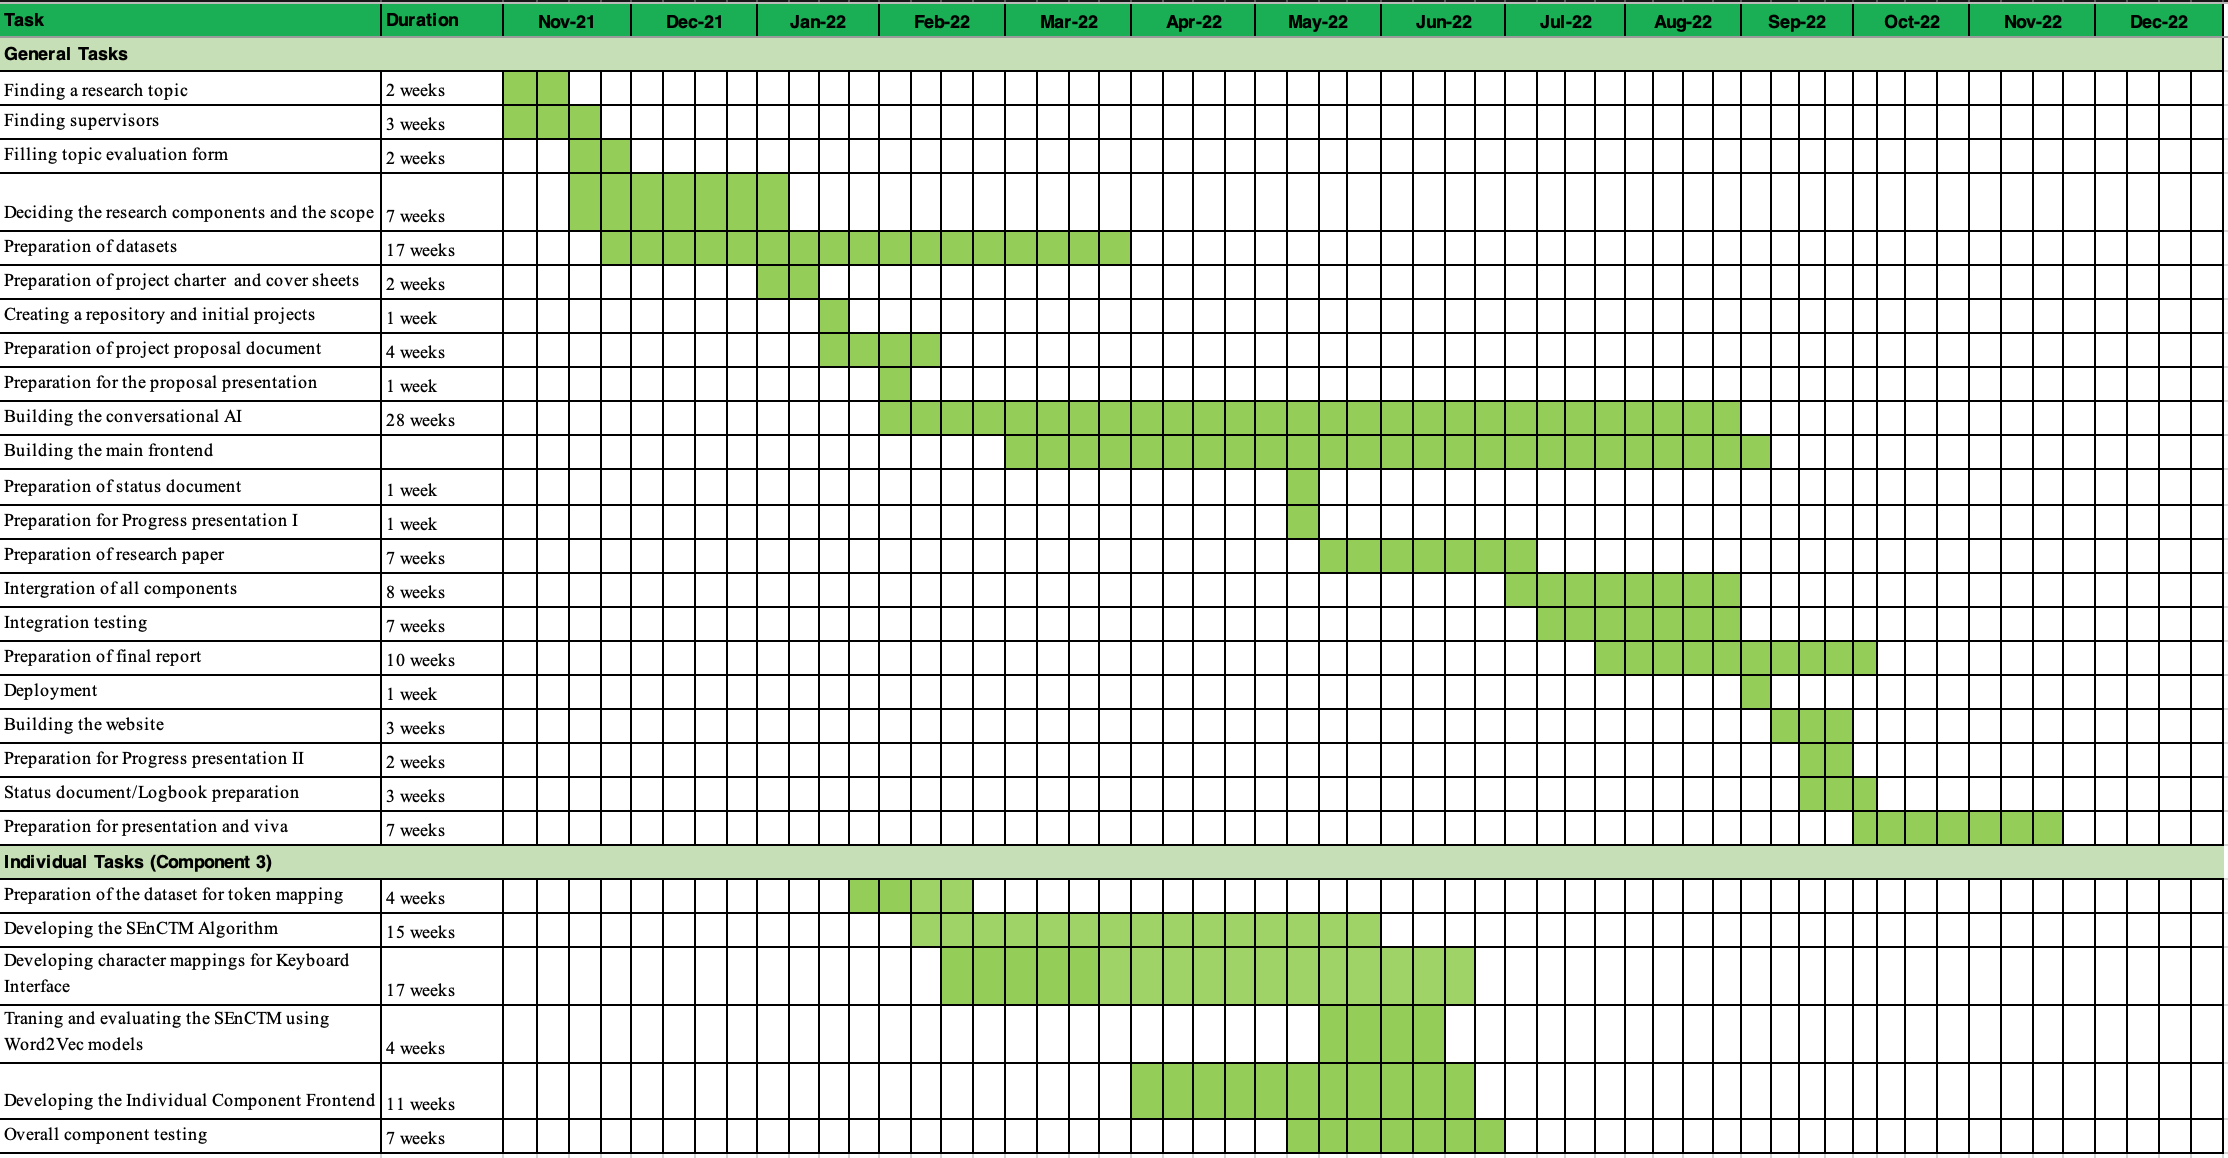 Task Duration Nov-21 Dec-21 Jan-22 Feb-22 Mar-22 Apr-22 May-22 Jun-22 Jul-22 Aug-22 Sep-22 Oct-22 Nov-22 Dec-22
General Tasks
Finding a research topic 2 weeks
Finding supervisors 3 weeks
Filling topic evaluation form 2 weeks
Deciding the research components and the scope 7 weeks
Preparation of datasets 17 weeks
Preparation of project charter and cover sheets 2 weeks
Creating a repository and initial projects 1 week
Preparation of project proposal document 4 weeks
Preparation for the proposal presentation 1 week
Building the conversational AI 28 weeks
Building the main frontend
Preparation of status document 1 week
Preparation for Progress presentation I 1 week
Preparation of research paper 7 weeks
Intergration of all components 8 weeks
Integration testing 7 weeks
Preparation of final report 10 weeks
Deployment 1 week
Building the website 3 weeks
Preparation for Progress presentation II 2 weeks
Status document/Logbook preparation 3 weeks
Preparation for presentation and viva 7 weeks
Individual Tasks (Component 3)
Preparation of the dataset for token mapping 4 weeks
Developing the SEnCTM Algorithm 15 weeks
Developing character mappings for Keyboard
Interface 17 weeks
Traning and evaluating the SEnCTM using
Word2Vec models 4 weeks
Developing the Individual Component Frontend 11 weeks
Overall component testing 7 weeks